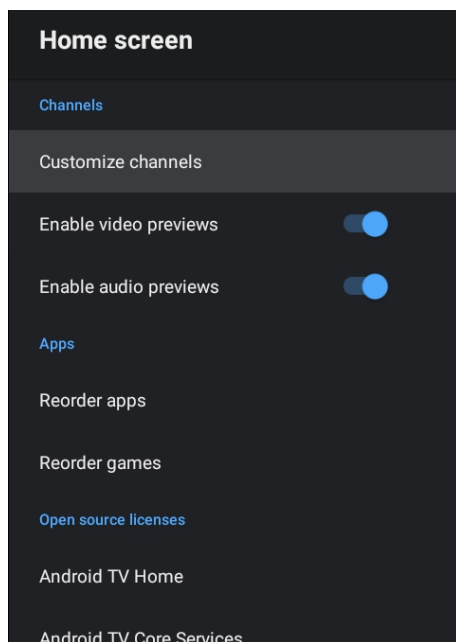 Home screen
Channels
Customize channels
Enable video previews
Enable audio previews
Apps
Reorder apps
Reorder games
Open source licenses
Android TV Home
Android TV Core Services